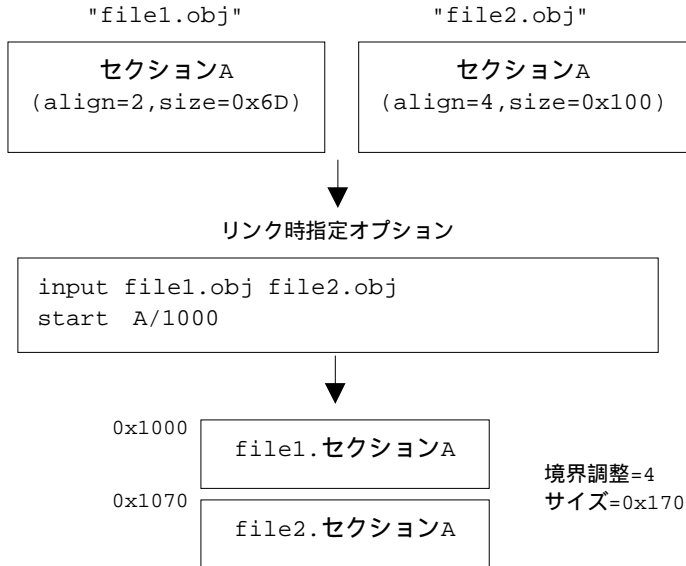 "file1.obj"
"file2.obj"
セクションA
(align=2,size=0x6D)
セクションA
(align=4,size=0x100)
リンク時指定オプション
input file1.obj file2.obj
start A/1000
0x1000
file1.セクションA
境界調整=4
サイズ=0x170
0x1070
file2.セクションA